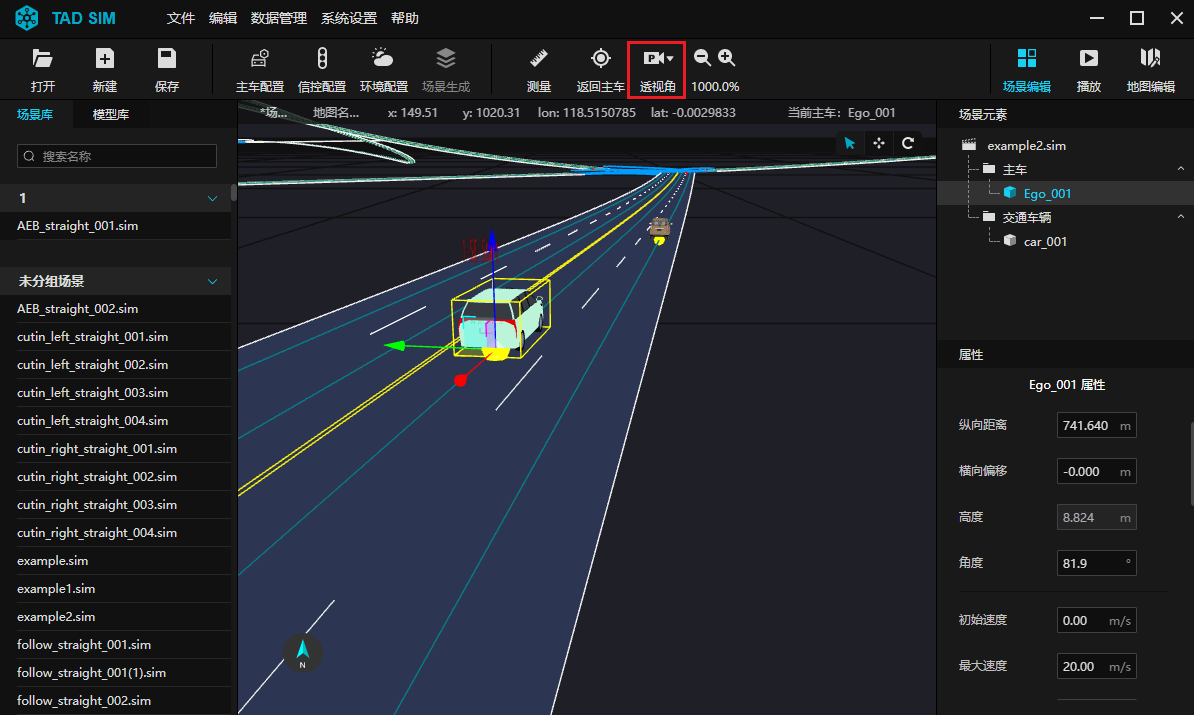 TAD SIM 文件 编辑 数据管理 系统设置 帮助
打开 新建 保存 主车配置 信控配置 环境配置 场景生成 测量 返回主车 P 透视角 1000.0% 场景编辑 播放 地图编辑
场景库 模型库
搜索名称
1
AEB_straight_001.sim
未分组场景
AEB_straight_002.sim
cutin_left_straight_001.sim
cutin_left_straight_002.sim
cutin_left_straight_003.sim
cutin_left_straight_004.sim
cutin_right_straight_001.sim
cutin_right_straight_002.sim
cutin_right_straight_003.sim
cutin_right_straight_004.sim
example.sim
example1.sim
example2.sim
follow_straight_001.sim
follow_straight_001(1).sim
follow_straight_002.sim
*场... 地图名... x: 149.51 y: 1020.31 lon: 118.5150785 lat: -0.0029833 当前主车: Ego_001
N
场景元素
example2.sim
主车
Ego_001
交通车辆
car_001
属性
Ego_001 属性
纵向距离 741.640 m
横向偏移 -0.000 m
高度 8.824 m
角度 81.9 °
初始速度 0.00 m/s
最大速度 20.00 m/s